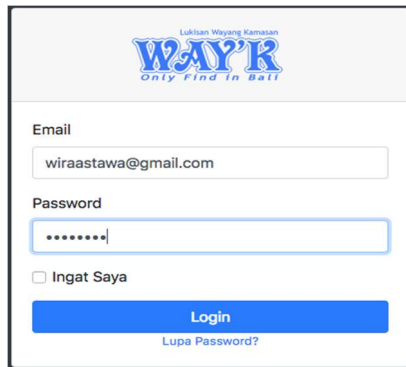 Lukisan Wayang Kamasan
WAY'K
Only Find in Bali
Email
wiraastawa@gmail.com
Password
••••••••
Ingat Saya
Login
Lupa Password?